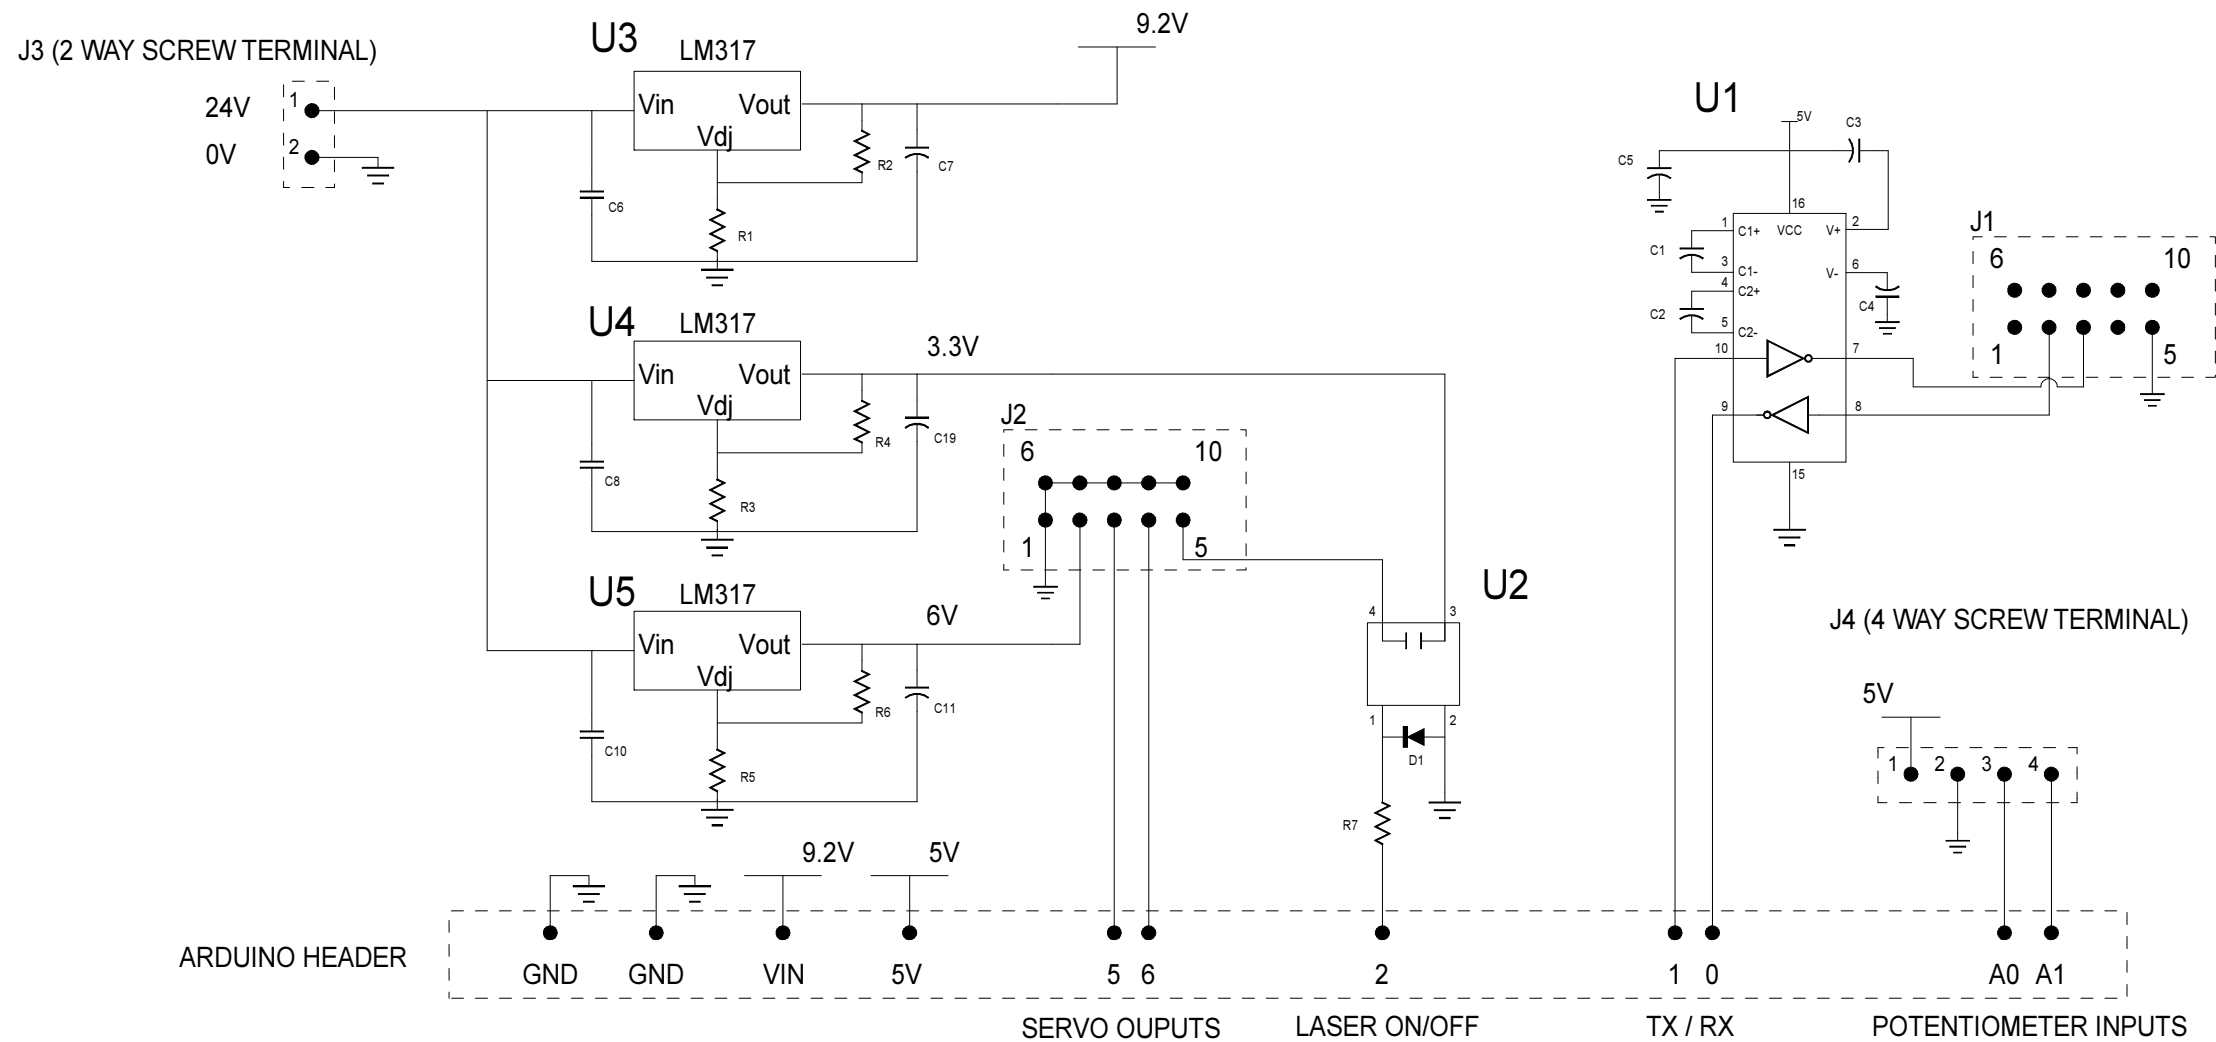 J3 (2 WAY SCREW TERMINAL)
24V
1
0V
2
U3
LM317
Vin
Vout
Vdj
C6
R1
R2
C7
9.2V
U4
LM317
Vin
Vout
Vdj
C8
R3
R4
C19
3.3V
U5
LM317
Vin
Vout
Vdj
C10
R5
R6
C11
6V
J2
6
10
1
5
U2
4
3
1
2
D1
R7
U1
5V
C3
C5
16
1
C1+
VCC
V+
2
C1
3
C1-
V-
6
4
C2+
C4
C2
5
C2-
10
7
9
8
15
J1
6
10
1
5
J4 (4 WAY SCREW TERMINAL)
5V
1 2 3 4
9.2V
5V
ARDUINO HEADER
GND
GND
VIN
5V
5
6
2
1
0
A0
A1
SERVO OUPUTS
LASER ON/OFF
TX / RX
POTENTIOMETER INPUTS